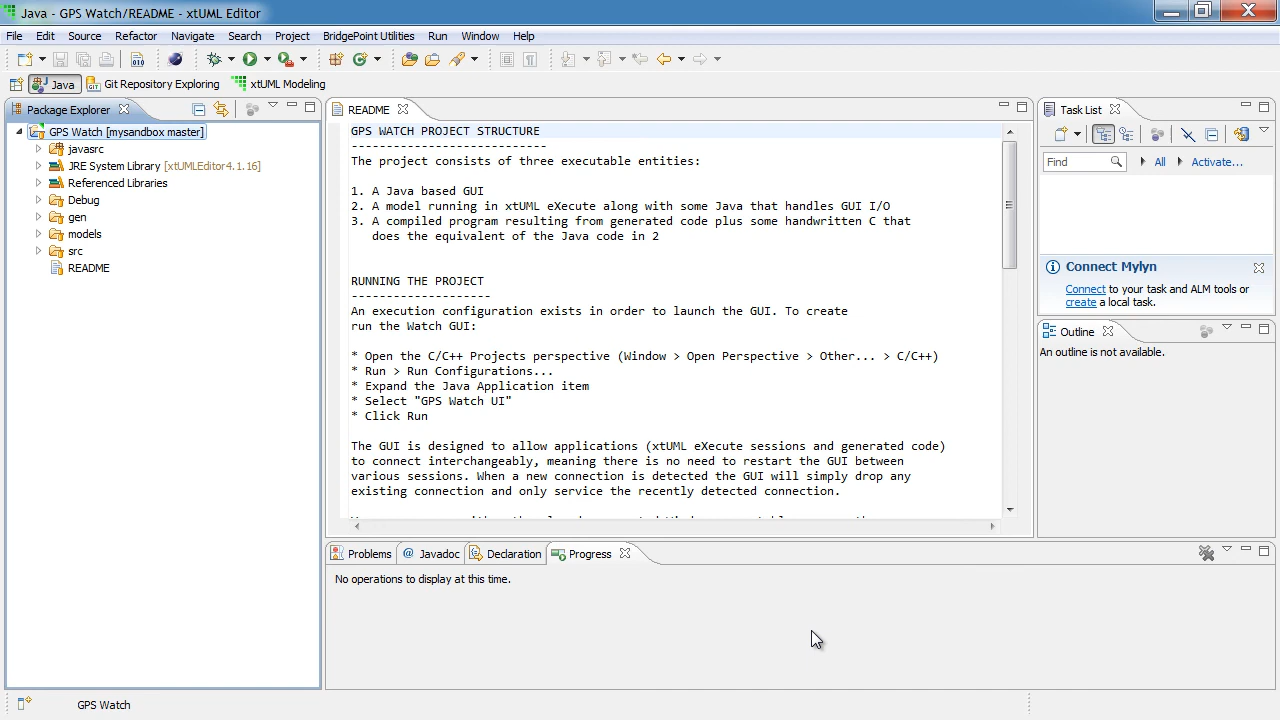 Java - GPS Watch/README - xtUML Editor
File Edit Source Refactor Navigate Search Project BridgePoint Utilities Run Window Help
Java Git Repository Exploring xtUML Modeling
Package Explorer
GPS Watch [mysandbox master]
javasrc
JRE System Library [xtUMLEditor4.1.16]
Referenced Libraries
Debug
gen
models
src
README
README
GPS WATCH PROJECT STRUCTURE
---------------------------
The project consists of three executable entities:
1. A Java based GUI
2. A model running in xtUML eXecute along with some Java that handles GUI I/O
3. A compiled program resulting from generated code plus some handwritten C that
does the equivalent of the Java code in 2
RUNNING THE PROJECT
-------------------
An execution configuration exists in order to launch the GUI. To create
run the Watch GUI:
* Open the C/C++ Projects perspective (Window > Open Perspective > Other... > C/C++)
* Run > Run Configurations...
* Expand the Java Application item
* Select "GPS Watch UI"
* Click Run
The GUI is designed to allow applications (xtUML eXecute sessions and generated code)
to connect interchangeably, meaning there is no need to restart the GUI between
various sessions. When a new connection is detected the GUI will simply drop any
existing connection and only service the recently detected connection.
Task List
Find All Activate...
Connect Mylyn
Connect to your task and ALM tools or
create a local task.
Outline
An outline is not available.
Problems @ Javadoc Declaration Progress
No operations to display at this time.
GPS Watch